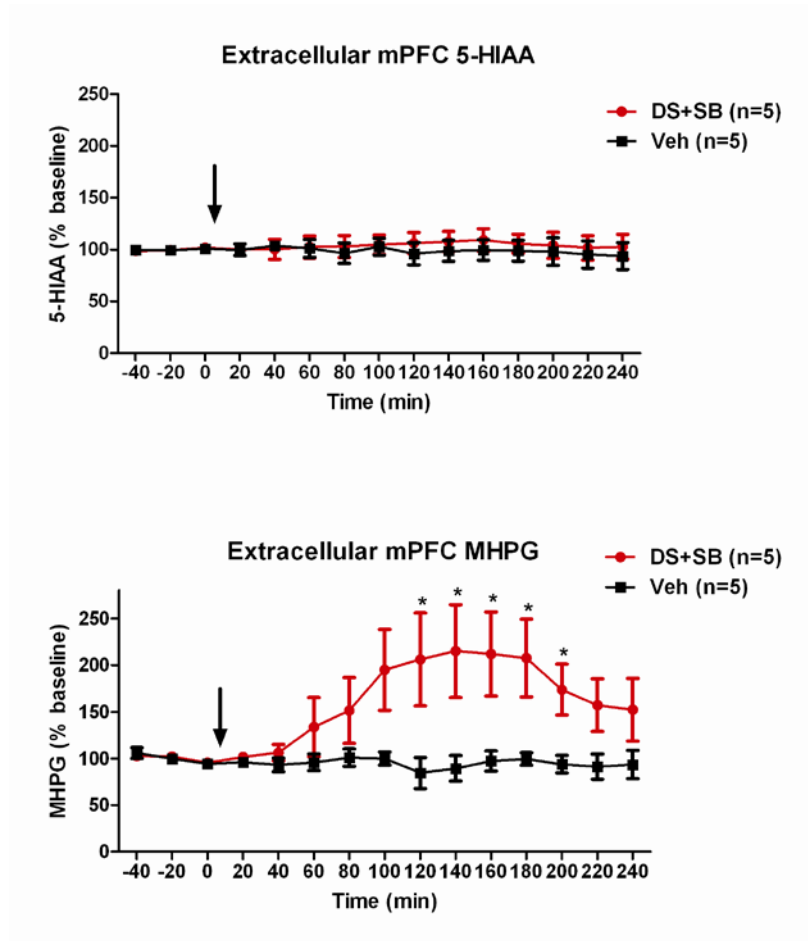 Extracellular mPFC 5-HIAA
250
200
150
100
50
0
5-HIAA (% baseline)
-40 -20 0 20 40 60 80 100 120 140 160 180 200 220 240
Time (min)
DS+SB (n=5)
Veh (n=5)
Extracellular mPFC MHPG
DS+SB (n=5)
Veh (n=5)
250
200
150
100
50
0
MHPG (% baseline)
* * * * *
-40 -20 0 20 40 60 80 100 120 140 160 180 200 220 240
Time (min)